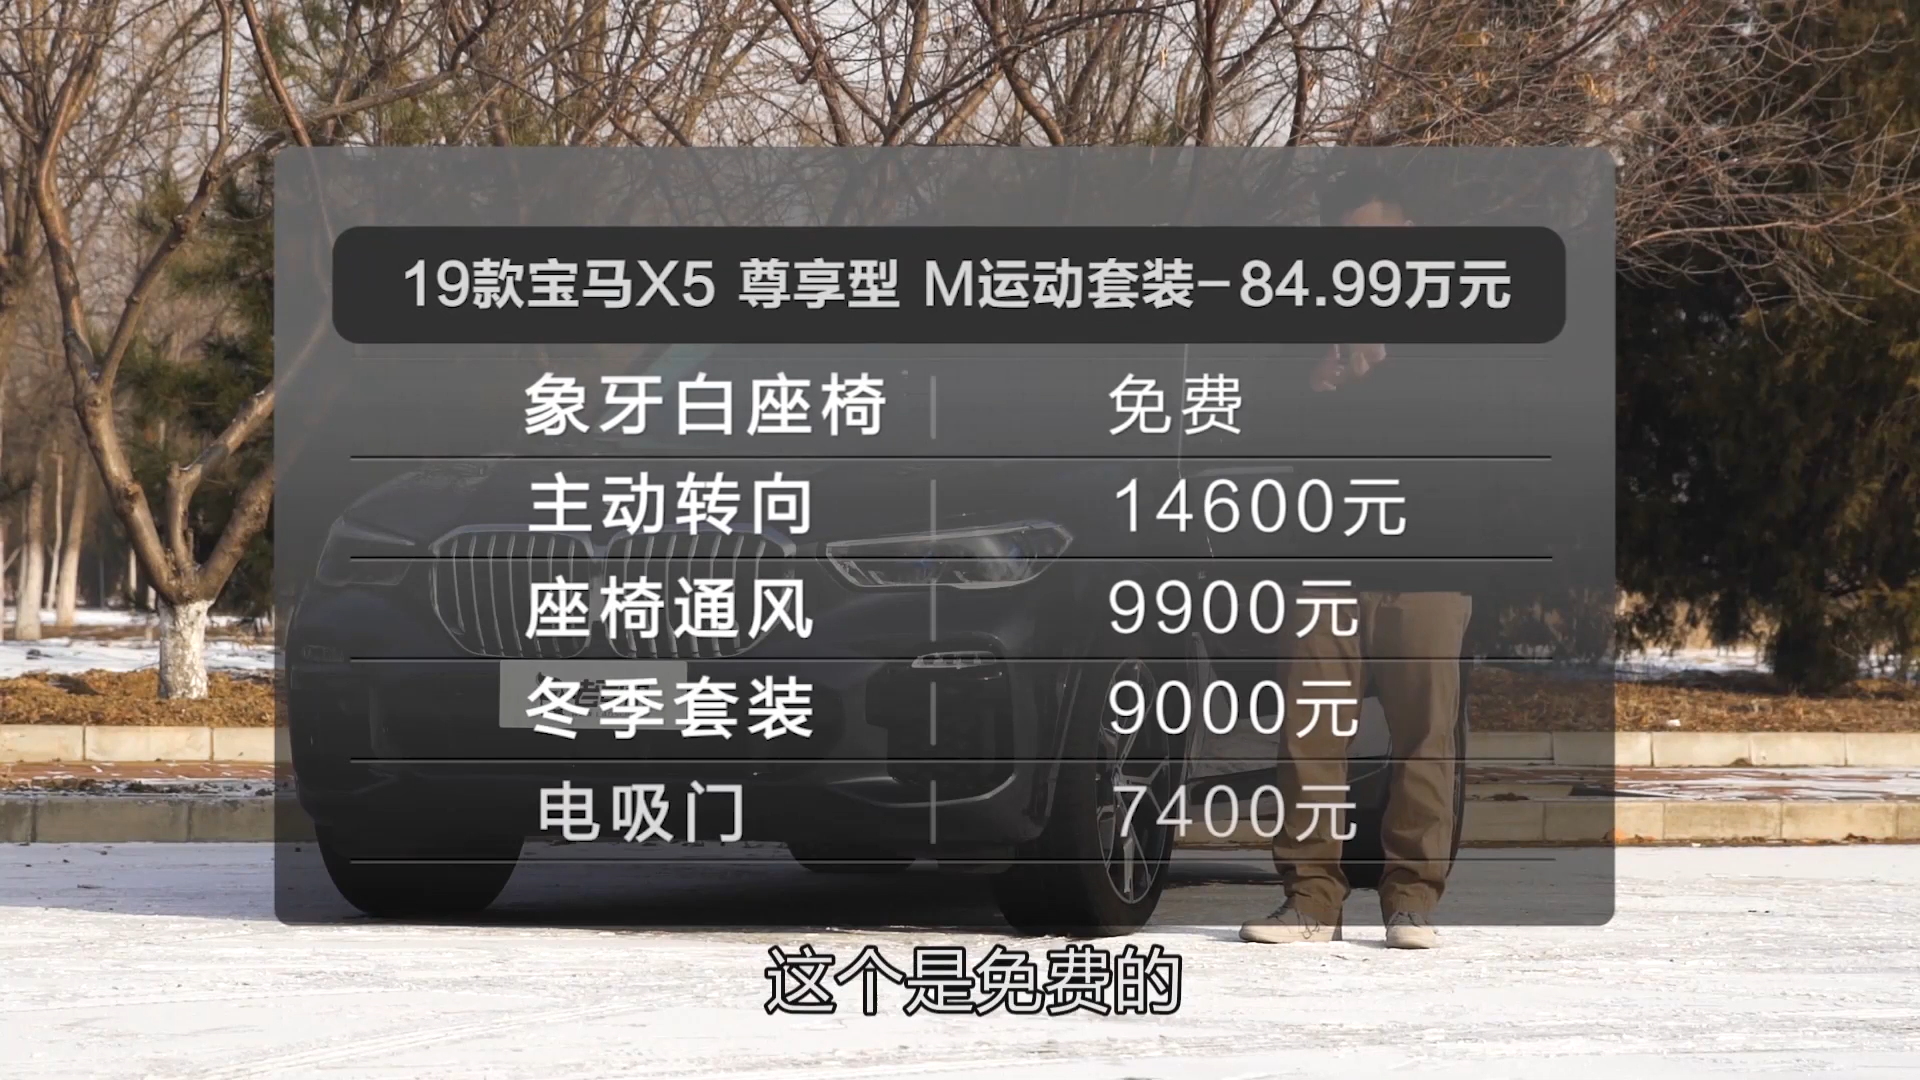 19款宝马X5 尊享型 M运动套装-84.99万元
象牙白座椅 免费
主动转向 14600元
座椅通风 9900元
冬季套装 9000元
电吸门 7400元
这个是免费的